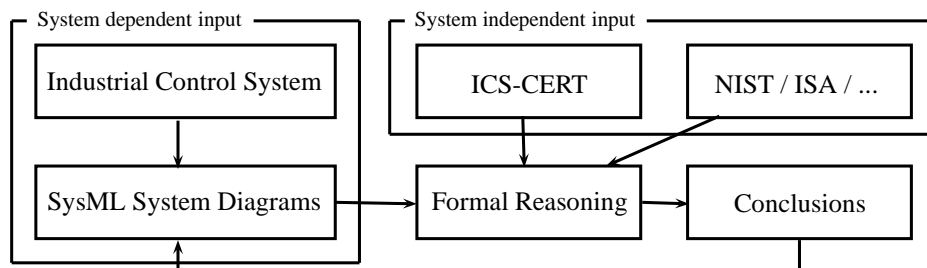 System dependent input
System independent input
Industrial Control System
ICS-CERT
NIST / ISA / ...
SysML System Diagrams
Formal Reasoning
Conclusions